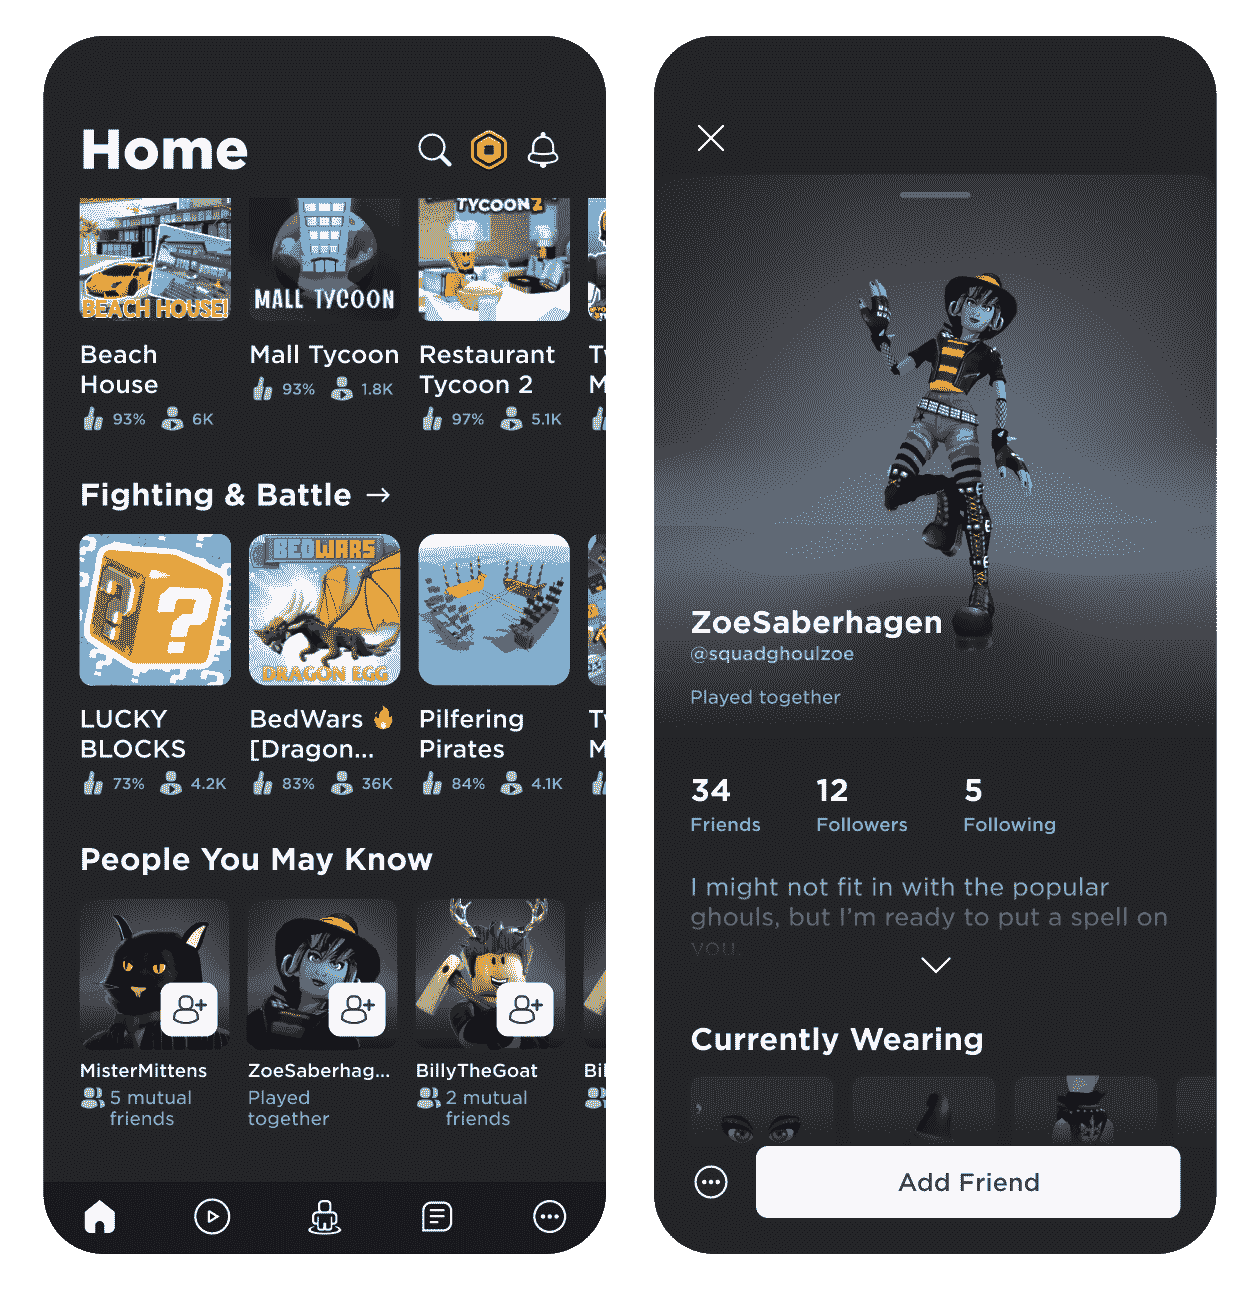 Home
TYCOON 2
BEACH HOUSE!
MALL TYCOON
Beach
House
93% 6K
Mall Tycoon
93% 1.8K
Restaurant
Tycoon 2
97% 5.1K
Fighting & Battle →
? ?
BEDWARS
DRAGON EGG
LUCKY
BLOCKS
73% 4.2K
BedWars 🔥
[Dragon...
83% 36K
Pilfering
Pirates
84% 4.1K
People You May Know
MisterMittens
5 mutual
friends
ZoeSaberhag...
Played
together
BillyTheGoat
2 mutual
friends
Bil
ZoeSaberhagen
@squadghoulzoe
Played together
34
Friends
12
Followers
5
Following
I might not fit in with the popular
ghouls, but I'm ready to put a spell on
you.
Currently Wearing
Add Friend